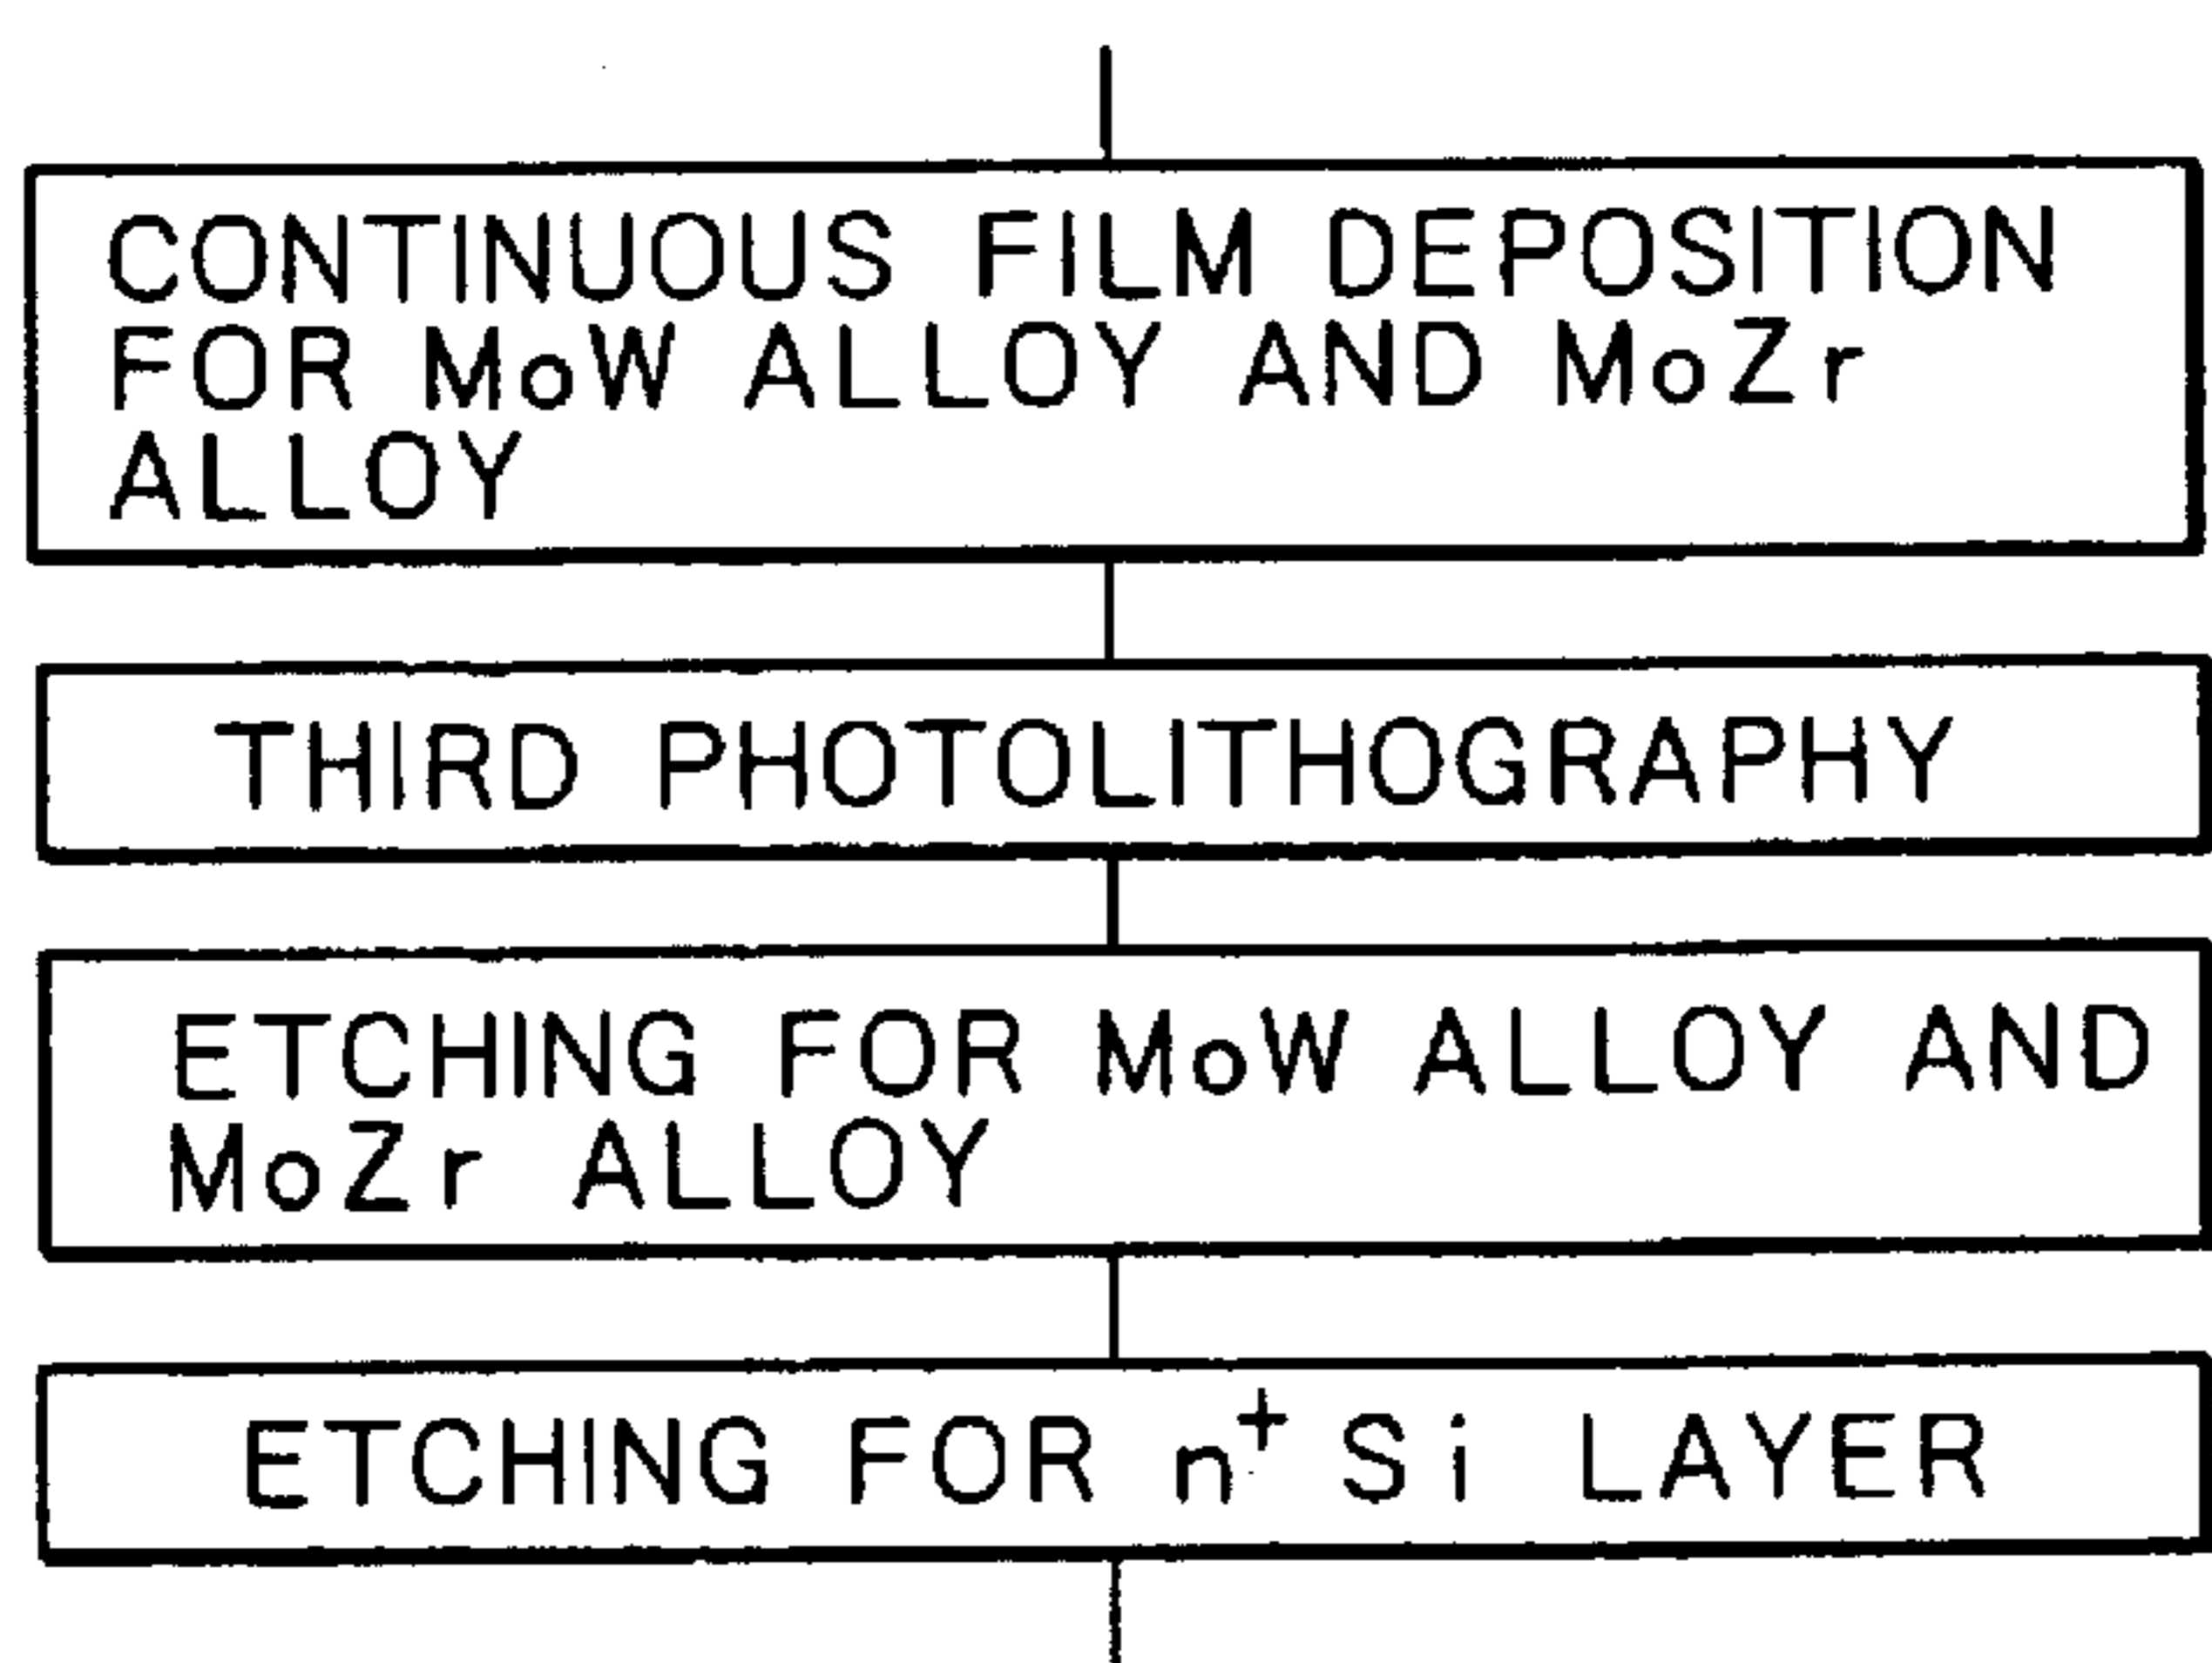 CONTINUOUS FILM DEPOSITION
FOR MoW ALLOY AND MoZr
ALLOY
THIRD PHOTOLITHOGRAPHY
ETCHING FOR MoW ALLOY AND
MoZr ALLOY
ETCHING FOR n⁺ Si LAYER